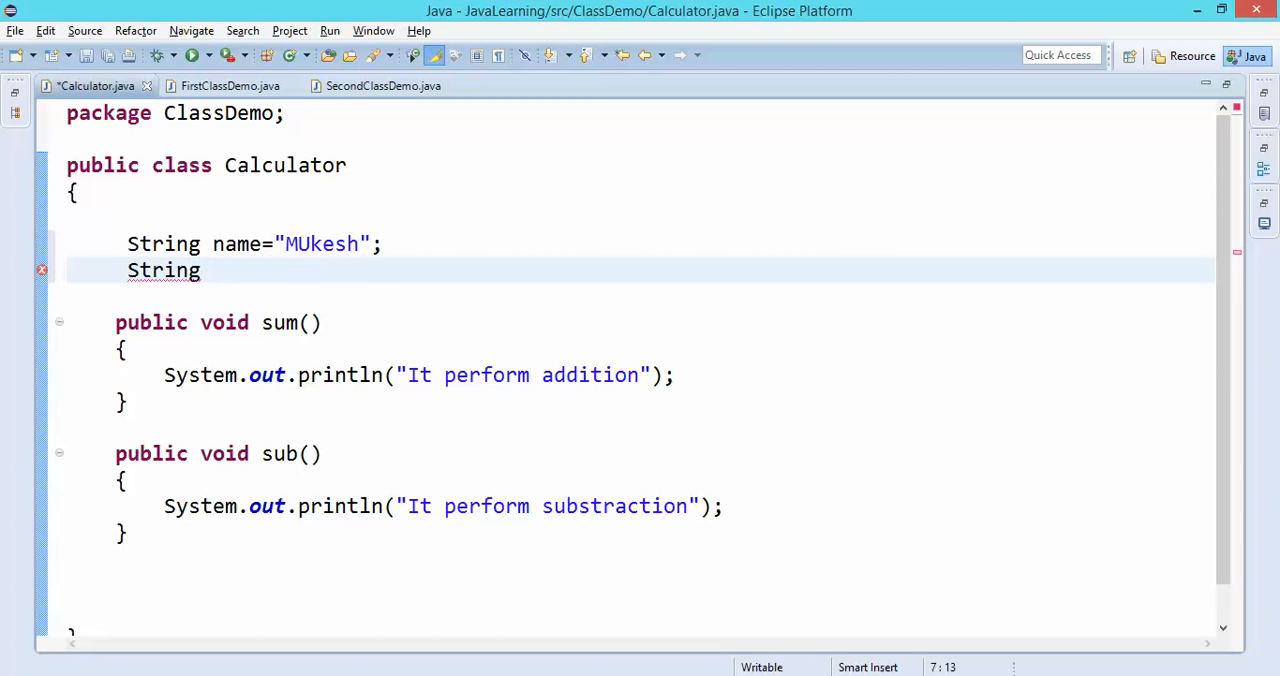 Java - JavaLearning/src/ClassDemo/Calculator.java - Eclipse Platform
File Edit Source Refactor Navigate Search Project Run Window Help
Quick Access Resource Java
*Calculator.java FirstClassDemo.java SecondClassDemo.java
package ClassDemo;
public class Calculator
{
String name="MUkesh";
String
public void sum()
{
System.out.println("It perform addition");
}
public void sub()
{
System.out.println("It perform substraction");
}
}
Writable Smart Insert 7 : 13